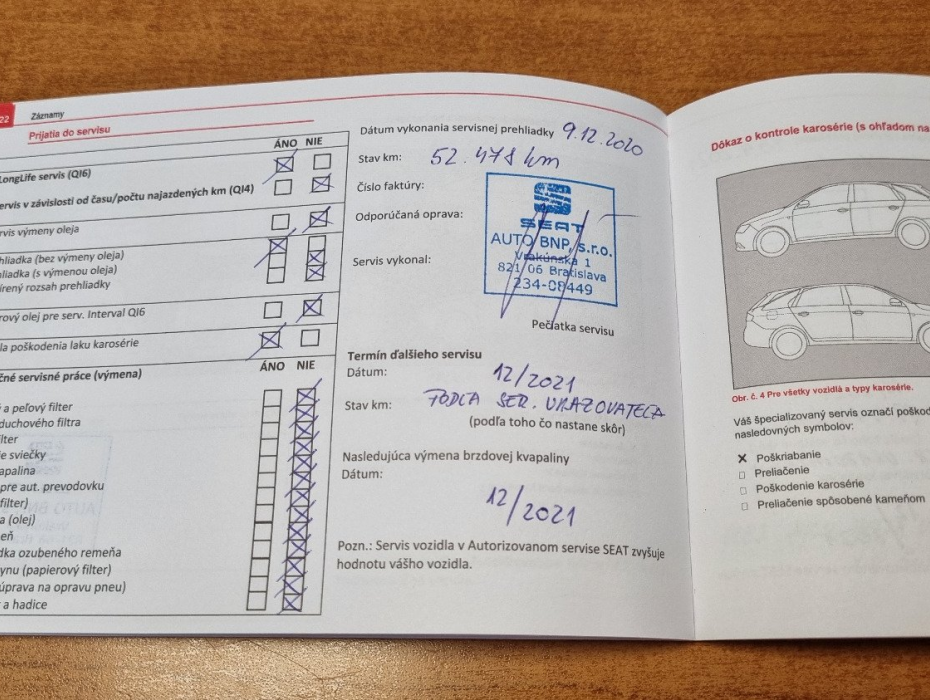 22
Záznamy
Prijatia do servisu
ÁNO NIE
LongLife servis (QI6)
ervis v závislosti od času/počtu najazdených km (QI4)
rvis výmeny oleja
hliadka (bez výmeny oleja)
hliadka (s výmenou oleja)
írený rozsah prehliadky
rový olej pre serv. Interval QI6
la poškodenia laku karosérie
ÁNO NIE
čné servisné práce (výmena)
ý a peľový filter
duchového filtra
lter
e sviečky
apalina
pre aut. prevodovku
filter)
a (olej)
eň
dka ozubeného remeňa
ynu (papierový filter)
úprava na opravu pneu)
a hadice
Dátum vykonania servisnej prehliadky 9.12.2020
Stav km: 52.478 km
Číslo faktúry:
Odporúčaná oprava:
Servis vykonal:
SEAT
AUTO BNP, s.r.o.
Vrakúnska 1
821 06 Bratislava
234-08449
Pečiatka servisu
Termín ďalšieho servisu
Dátum: 12/2021
Stav km: PODĽA SER. UKAZOVATEĽA
(podľa toho čo nastane skôr)
Nasledujúca výmena brzdovej kvapaliny
Dátum:
12/2021
Pozn.: Servis vozidla v Autorizovanom servise SEAT zvyšuje
hodnotu vášho vozidla.
Dôkaz o kontrole karosérie (s ohľadom na
Obr. č. 4 Pre všetky vozidlá a typy karosérie.
Váš špecializovaný servis označí poškod
nasledovných symbolov:
Poškriabanie
Preliačenie
Poškodenie karosérie
Preliačenie spôsobené kameňom